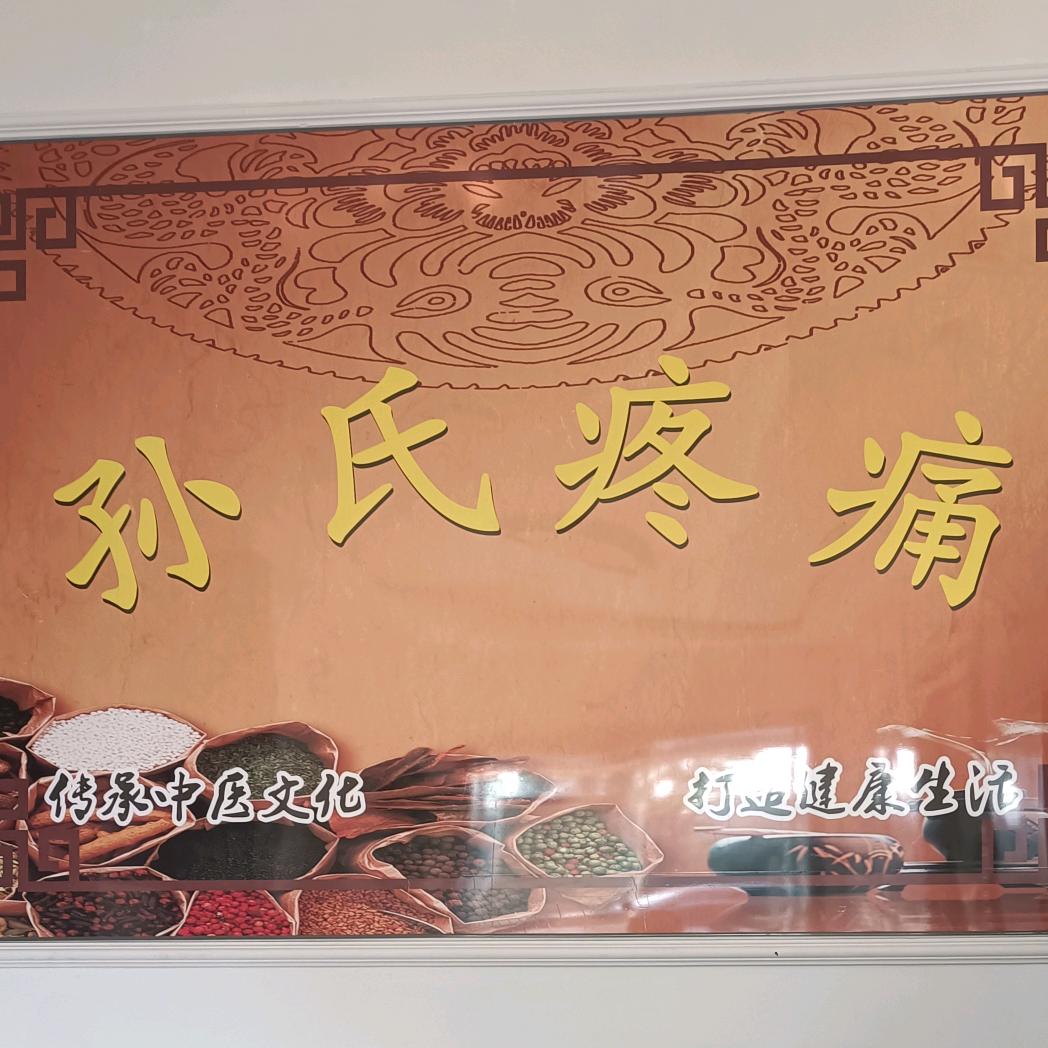 孙氏疼痛
传承中医文化
打造健康生活